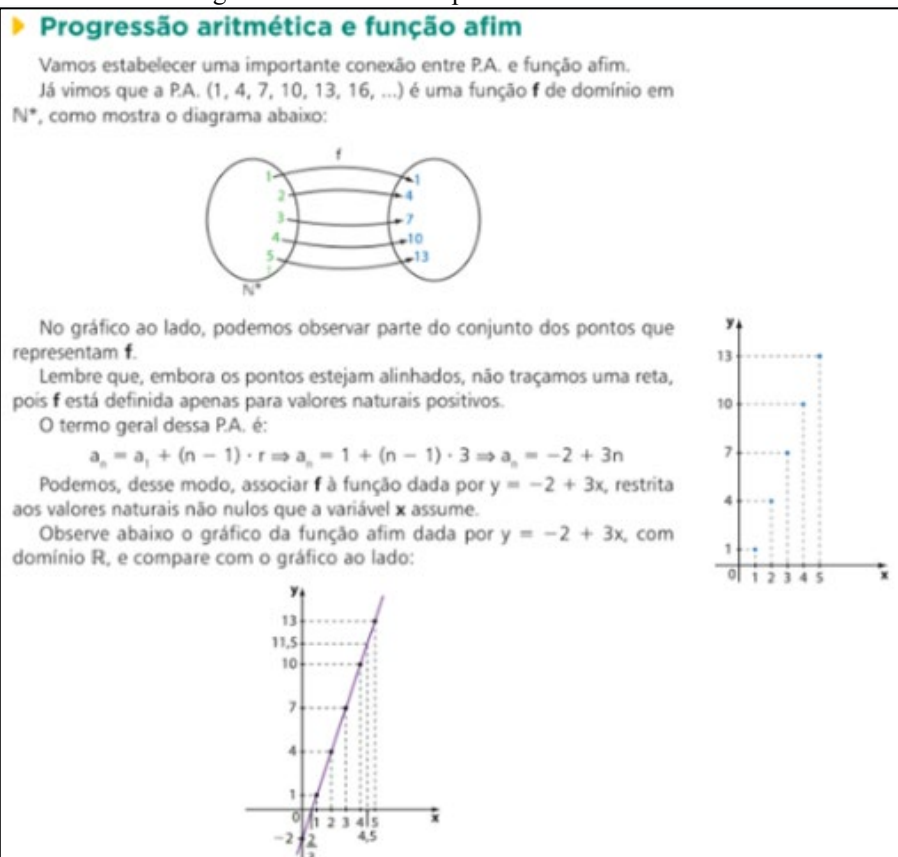 Progressão aritmética e função afim
Vamos estabelecer uma importante conexão entre P.A. e função afim.
Já vimos que a P.A. (1, 4, 7, 10, 13, 16, ...) é uma função f de domínio em
ℕ*, como mostra o diagrama abaixo:
f
1
2
3
4
5
1
4
7
10
13
ℕ*
No gráfico ao lado, podemos observar parte do conjunto dos pontos que
representam f.
Lembre que, embora os pontos estejam alinhados, não traçamos uma reta,
pois f está definida apenas para valores naturais positivos.
O termo geral dessa P.A. é:
aₙ = a₁ + (n − 1) · r ⇒ aₙ = 1 + (n − 1) · 3 ⇒ aₙ = −2 + 3n
Podemos, desse modo, associar f à função dada por y = −2 + 3x, restrita
aos valores naturais não nulos que a variável x assume.
Observe abaixo o gráfico da função afim dada por y = −2 + 3x, com
domínio ℝ, e compare com o gráfico ao lado:
y
13
10
7
4
1
0 1 2 3 4 5 x
y
13
11,5
10
7
4
1
0 1 2 3 4 5 x
−2 2 4,5